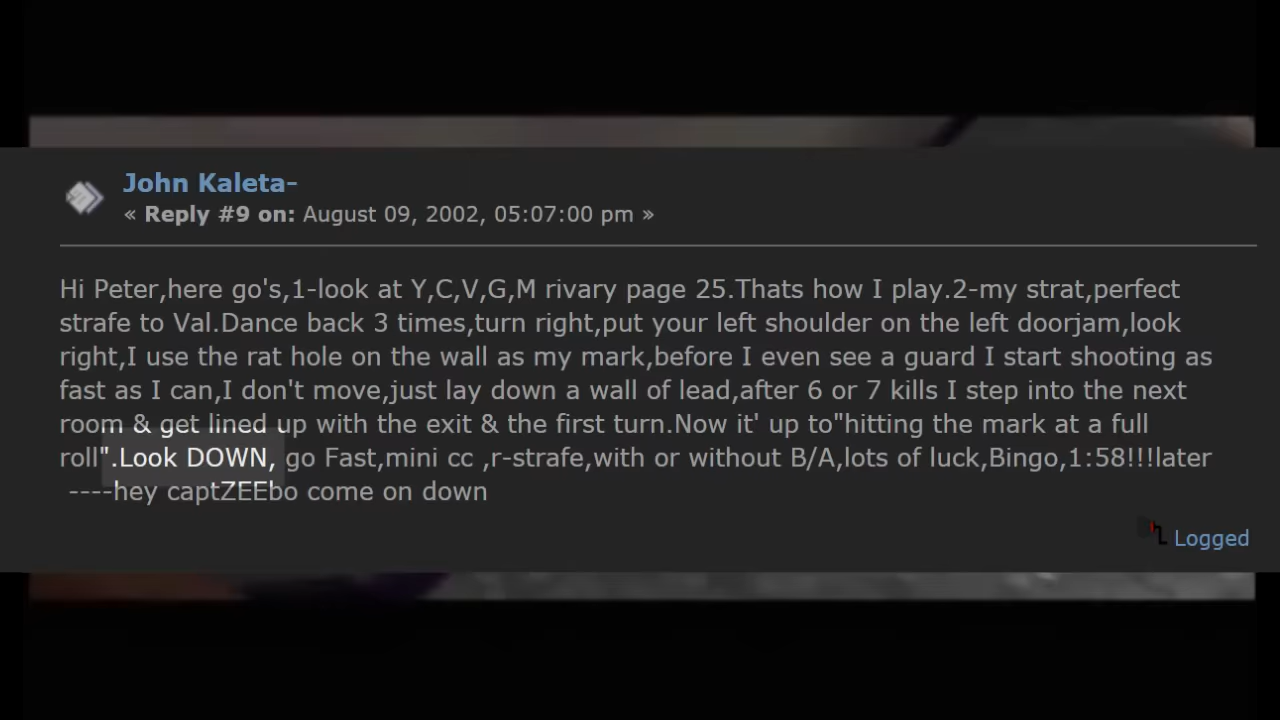 John Kaleta-
« Reply #9 on: August 09, 2002, 05:07:00 pm »
Hi Peter,here go's,1-look at Y,C,V,G,M rivary page 25.Thats how I play.2-my strat,perfect
strafe to Val.Dance back 3 times,turn right,put your left shoulder on the left doorjam,look
right,I use the rat hole on the wall as my mark,before I even see a guard I start shooting as
fast as I can,I don't move,just lay down a wall of lead,after 6 or 7 kills I step into the next
room & get lined up with the exit & the first turn.Now it' up to"hitting the mark at a full
roll".Look DOWN, go Fast,mini cc ,r-strafe,with or without B/A,lots of luck,Bingo,1:58!!!later
----hey captZEEbo come on down
Logged